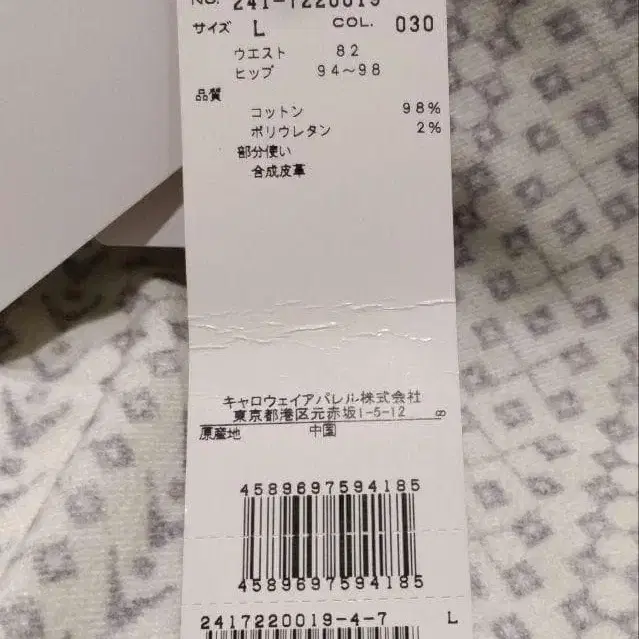 NO. 241-7220019
サイズ L COL. 030
ウエスト 82
ヒップ 94～98
品質
コットン 98%
ポリウレタン 2%
部分使い
合成皮革
キャロウェイアパレル株式会社
東京都港区元赤坂1-5-12 8
原産地 中国
4589697594185
4589697594185
2417220019-4-7 L